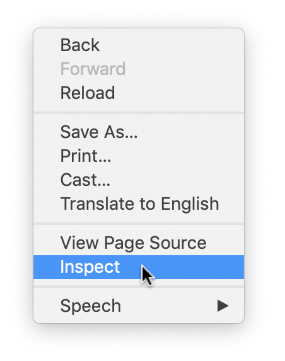 Back
Forward
Reload
Save As...
Print...
Cast...
Translate to English
View Page Source
Inspect
Speech